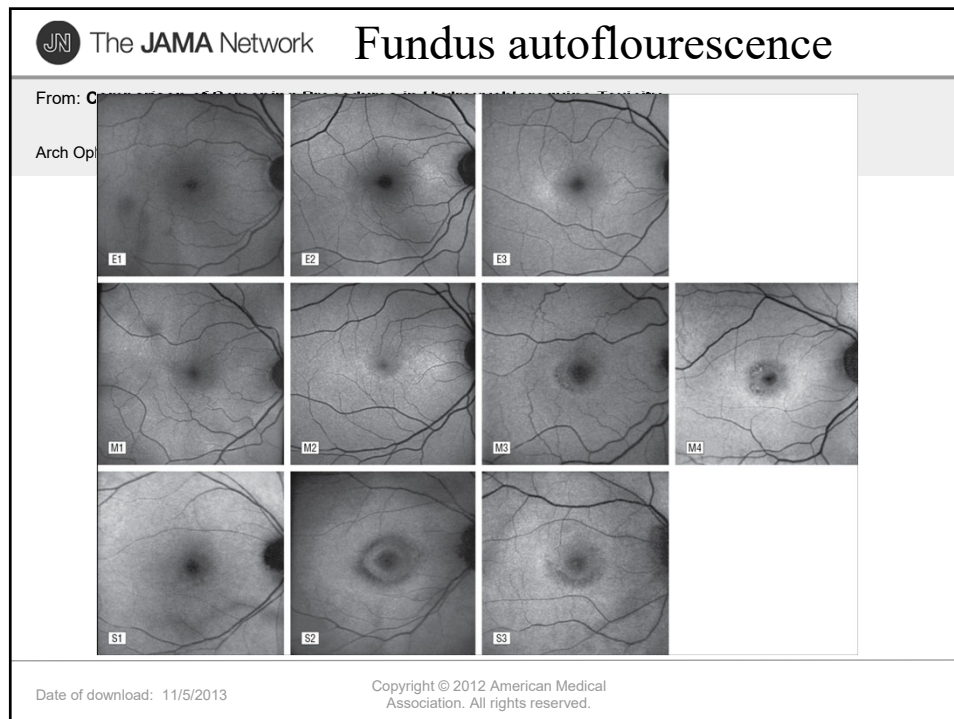 JN The JAMA Network
Fundus autoflourescence
From:
Arch Oph
E1
E2
E3
M1
M2
M3
M4
S1
S2
S3
Date of download: 11/5/2013
Copyright © 2012 American Medical
Association. All rights reserved.